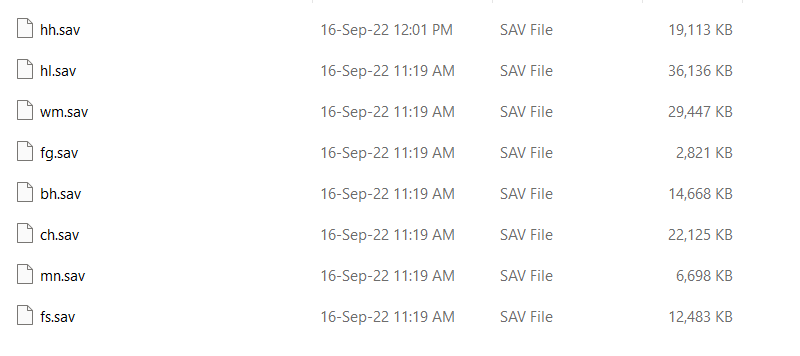 hh.sav 16-Sep-22 12:01 PM SAV File 19,113 KB
hl.sav 16-Sep-22 11:19 AM SAV File 36,136 KB
wm.sav 16-Sep-22 11:19 AM SAV File 29,447 KB
fg.sav 16-Sep-22 11:19 AM SAV File 2,821 KB
bh.sav 16-Sep-22 11:19 AM SAV File 14,668 KB
ch.sav 16-Sep-22 11:19 AM SAV File 22,125 KB
mn.sav 16-Sep-22 11:19 AM SAV File 6,698 KB
fs.sav 16-Sep-22 11:19 AM SAV File 12,483 KB